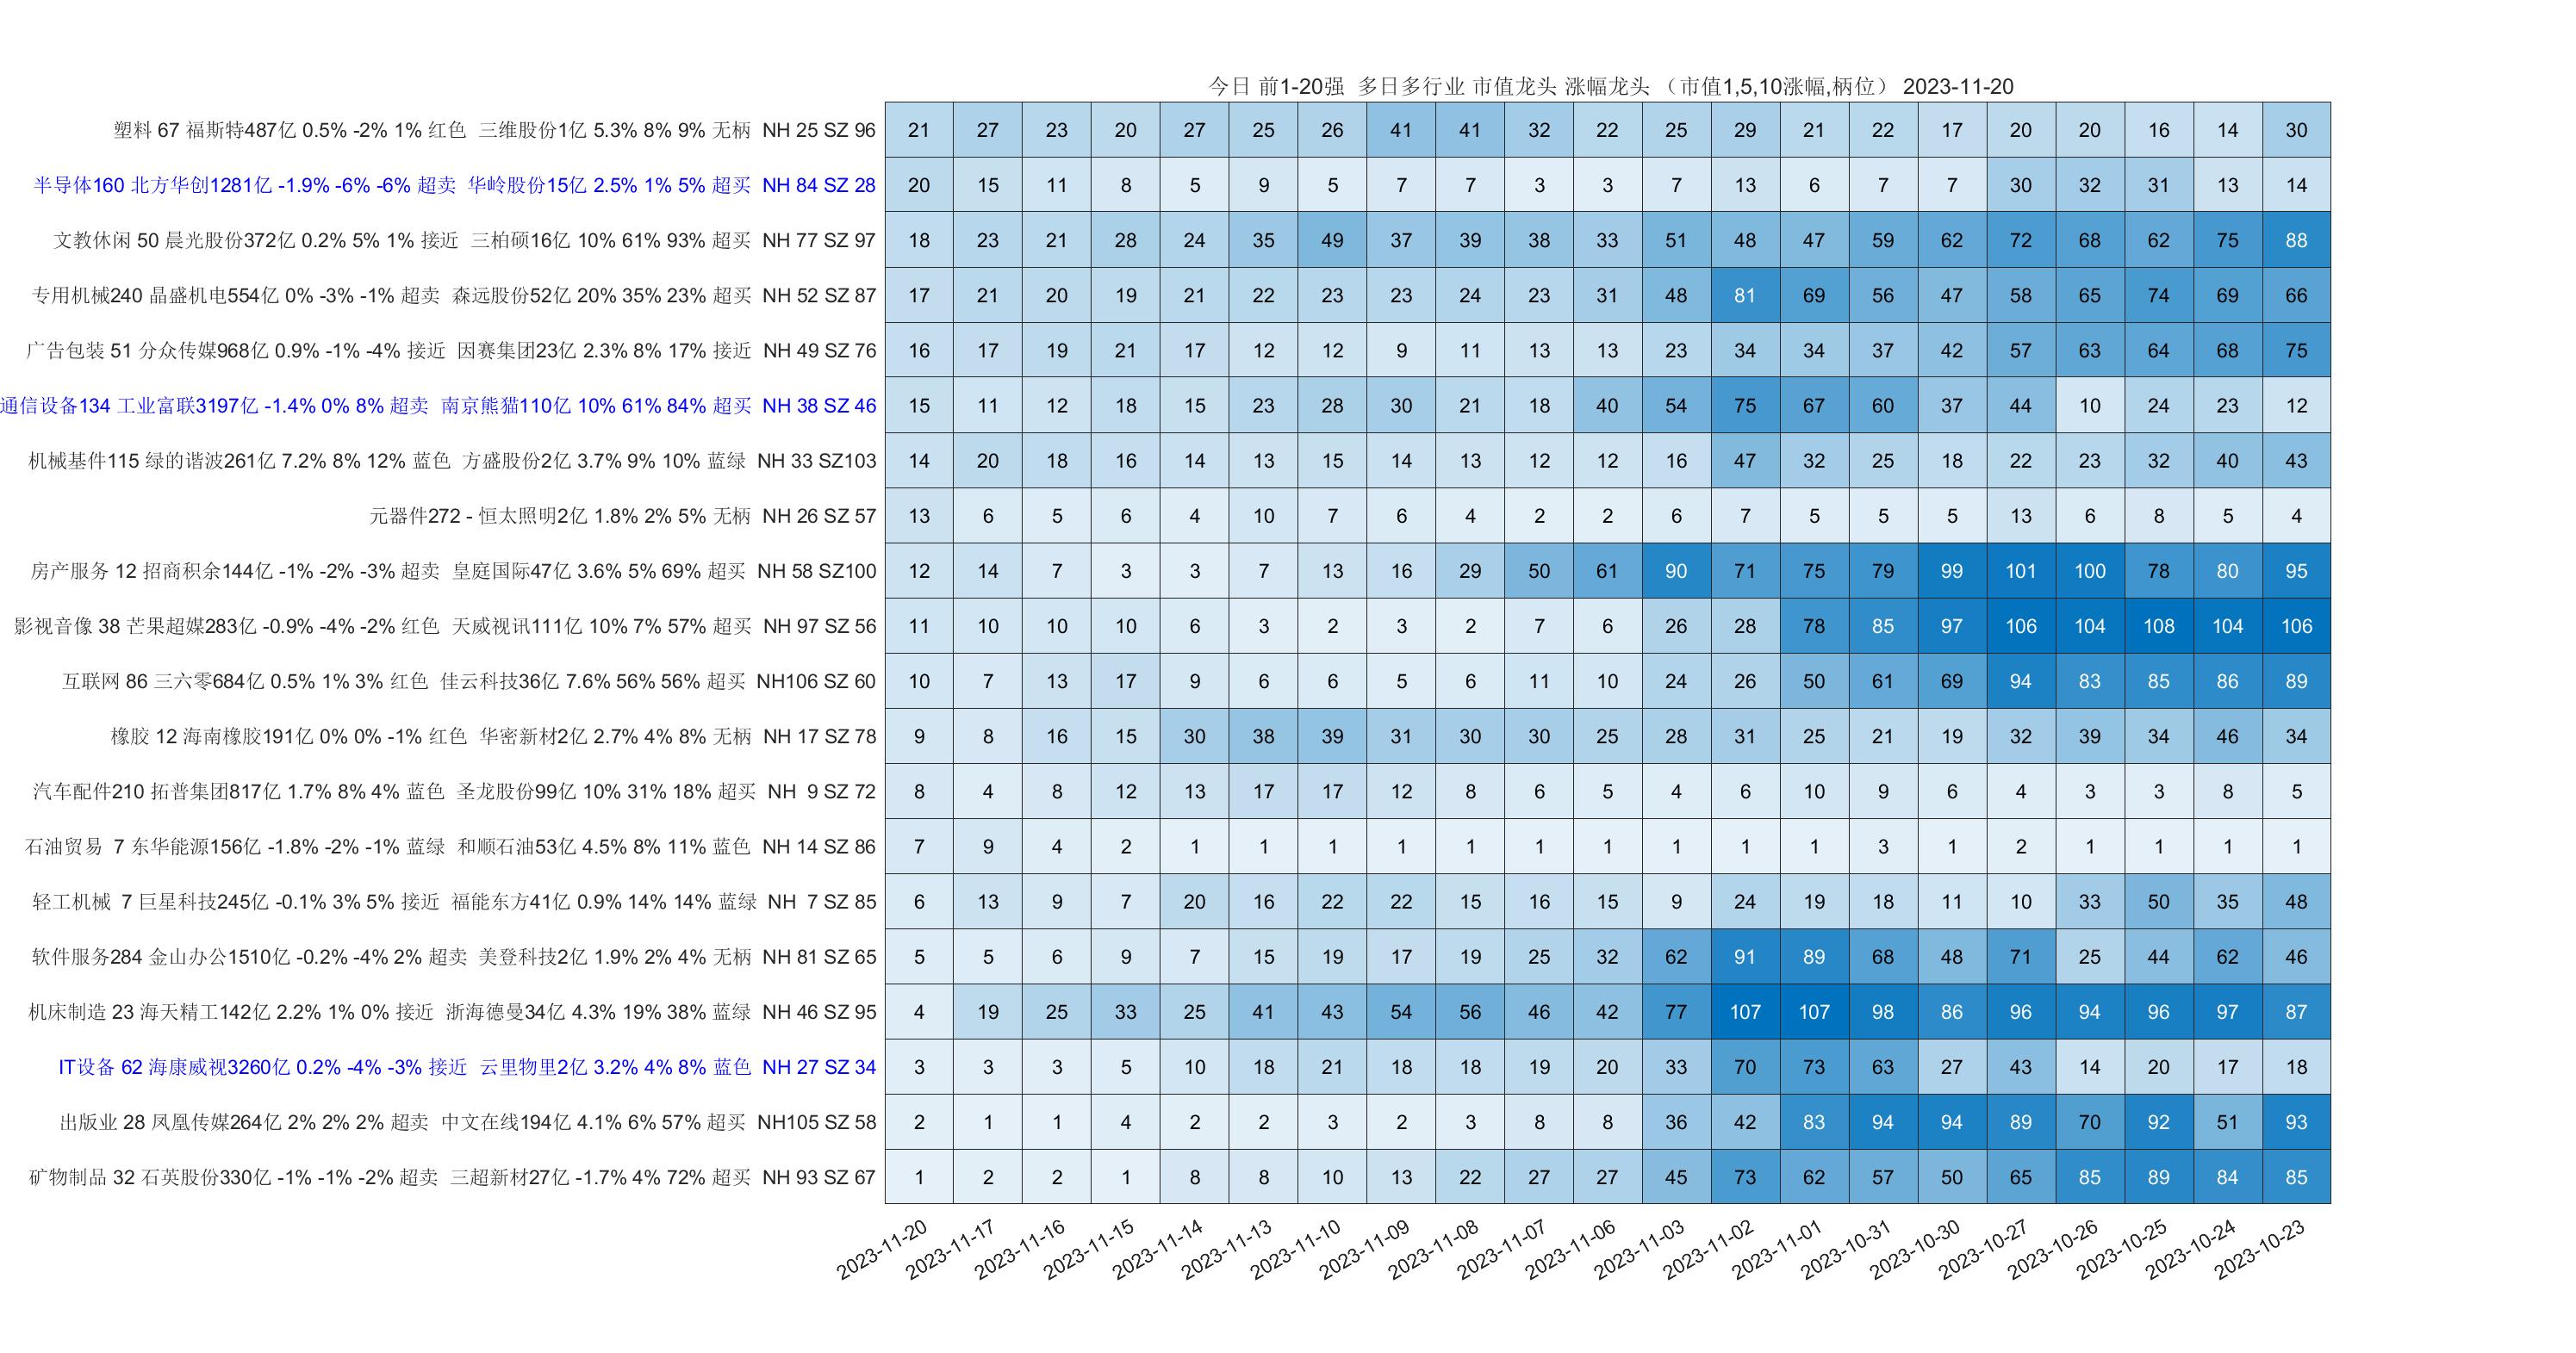 今日 前1-20强 多日多行业 市值龙头 涨幅龙头 （市值1,5,10涨幅,柄位） 2023-11-20
塑料 67 福斯特487亿 0.5% -2% 1% 红色 三维股份1亿 5.3% 8% 9% 无柄 NH 25 SZ 96 21 27 23 20 27 25 26 41 41 32 22 25 29 21 22 17 20 20 16 14 30
半导体160 北方华创1281亿 -1.9% -6% -6% 超卖 华岭股份15亿 2.5% 1% 5% 超买 NH 84 SZ 28 20 15 11 8 5 9 5 7 7 3 3 7 13 6 7 7 30 32 31 13 14
文教休闲 50 晨光股份372亿 0.2% 5% 1% 接近 三柏硕16亿 10% 61% 93% 超买 NH 77 SZ 97 18 23 21 28 24 35 49 37 39 38 33 51 48 47 59 62 72 68 62 75 88
专用机械240 晶盛机电554亿 0% -3% -1% 超卖 森远股份52亿 20% 35% 23% 超买 NH 52 SZ 87 17 21 20 19 21 22 23 23 24 23 31 48 81 69 56 47 58 65 74 69 66
广告包装 51 分众传媒968亿 0.9% -1% -4% 接近 因赛集团23亿 2.3% 8% 17% 接近 NH 49 SZ 76 16 17 19 21 17 12 12 9 11 13 13 23 34 34 37 42 57 63 64 68 75
通信设备134 工业富联3197亿 -1.4% 0% 8% 超卖 南京熊猫110亿 10% 61% 84% 超买 NH 38 SZ 46 15 11 12 18 15 23 28 30 21 18 40 54 75 67 60 37 44 10 24 23 12
机械基件115 绿的谐波261亿 7.2% 8% 12% 蓝色 方盛股份2亿 3.7% 9% 10% 蓝绿 NH 33 SZ103 14 20 18 16 14 13 15 14 13 12 12 16 47 32 25 18 22 23 32 40 43
元器件272 - 恒太照明2亿 1.8% 2% 5% 无柄 NH 26 SZ 57 13 6 5 6 4 10 7 6 4 2 2 6 7 5 5 5 13 6 8 5 4
房产服务 12 招商积余144亿 -1% -2% -3% 超卖 皇庭国际47亿 3.6% 5% 69% 超买 NH 58 SZ100 12 14 7 3 3 7 13 16 29 50 61 90 71 75 79 99 101 100 78 80 95
影视音像 38 芒果超媒283亿 -0.9% -4% -2% 红色 天威视讯111亿 10% 7% 57% 超买 NH 97 SZ 56 11 10 10 10 6 3 2 3 2 7 6 26 28 78 85 97 106 104 108 104 106
互联网 86 三六零684亿 0.5% 1% 3% 红色 佳云科技36亿 7.6% 56% 56% 超买 NH106 SZ 60 10 7 13 17 9 6 6 5 6 11 10 24 26 50 61 69 94 83 85 86 89
橡胶 12 海南橡胶191亿 0% 0% -1% 红色 华密新材2亿 2.7% 4% 8% 无柄 NH 17 SZ 78 9 8 16 15 30 38 39 31 30 30 25 28 31 25 21 19 32 39 34 46 34
汽车配件210 拓普集团817亿 1.7% 8% 4% 蓝色 圣龙股份99亿 10% 31% 18% 超买 NH 9 SZ 72 8 4 8 12 13 17 17 12 8 6 5 4 6 10 9 6 4 3 3 8 5
石油贸易 7 东华能源156亿 -1.8% -2% -1% 蓝绿 和顺石油53亿 4.5% 8% 11% 蓝色 NH 14 SZ 86 7 9 4 2 1 1 1 1 1 1 1 1 1 1 3 1 2 1 1 1 1
轻工机械 7 巨星科技245亿 -0.1% 3% 5% 接近 福能东方41亿 0.9% 14% 14% 蓝绿 NH 7 SZ 85 6 13 9 7 20 16 22 22 15 16 15 9 24 19 18 11 10 33 50 35 48
软件服务284 金山办公1510亿 -0.2% -4% 2% 超卖 美登科技2亿 1.9% 2% 4% 无柄 NH 81 SZ 65 5 5 6 9 7 15 19 17 19 25 32 62 91 89 68 48 71 25 44 62 46
机床制造 23 海天精工142亿 2.2% 1% 0% 接近 浙海德曼34亿 4.3% 19% 38% 蓝绿 NH 46 SZ 95 4 19 25 33 25 41 43 54 56 46 42 77 107 107 98 86 96 94 96 97 87
IT设备 62 海康威视3260亿 0.2% -4% -3% 接近 云里物里2亿 3.2% 4% 8% 蓝色 NH 27 SZ 34 3 3 3 5 10 18 21 18 18 19 20 33 70 73 63 27 43 14 20 17 18
出版业 28 凤凰传媒264亿 2% 2% 2% 超卖 中文在线194亿 4.1% 6% 57% 超买 NH105 SZ 58 2 1 1 4 2 2 3 2 3 8 8 36 42 83 94 94 89 70 92 51 93
矿物制品 32 石英股份330亿 -1% -1% -2% 超卖 三超新材27亿 -1.7% 4% 72% 超买 NH 93 SZ 67 1 2 2 1 8 8 10 13 22 27 27 45 73 62 57 50 65 85 89 84 85
2023-11-20 2023-11-17 2023-11-16 2023-11-15 2023-11-14 2023-11-13 2023-11-10 2023-11-09 2023-11-08 2023-11-07 2023-11-06 2023-11-03 2023-11-02 2023-11-01 2023-10-31 2023-10-30 2023-10-27 2023-10-26 2023-10-25 2023-10-24 2023-10-23